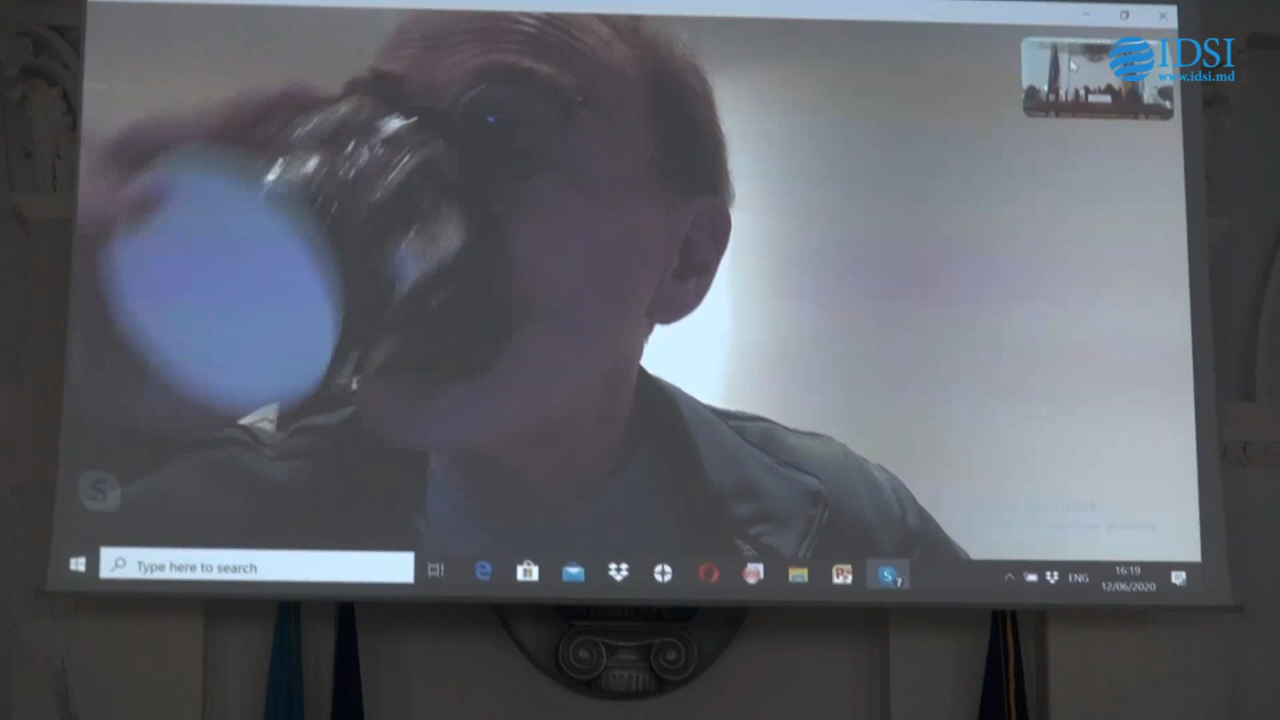 IDSI
www.idsi.md
S
Type here to search
ENG
16:19
12/06/2020